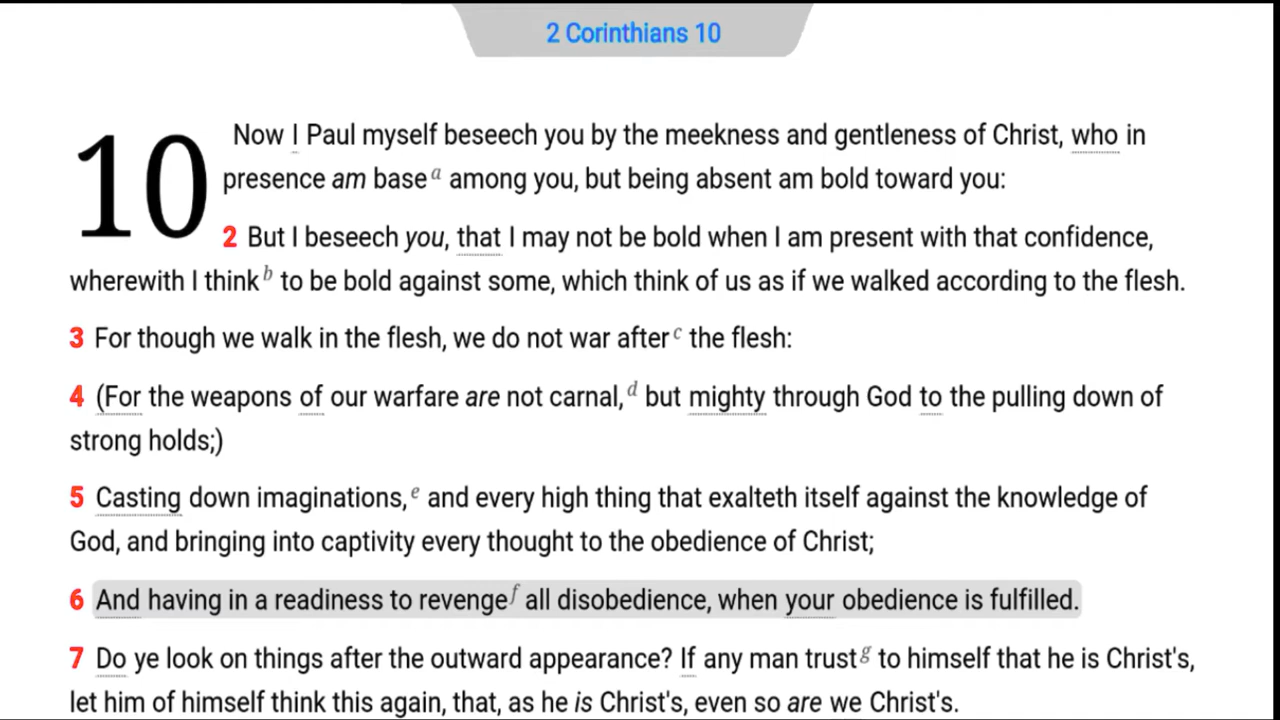 2 Corinthians 10
10 Now I Paul myself beseech you by the meekness and gentleness of Christ, who in
presence am base a among you, but being absent am bold toward you:
2 But I beseech you, that I may not be bold when I am present with that confidence,
wherewith I think b to be bold against some, which think of us as if we walked according to the flesh.
3 For though we walk in the flesh, we do not war after c the flesh:
4 (For the weapons of our warfare are not carnal, d but mighty through God to the pulling down of
strong holds;)
5 Casting down imaginations, e and every high thing that exalteth itself against the knowledge of
God, and bringing into captivity every thought to the obedience of Christ;
6 And having in a readiness to revenge f all disobedience, when your obedience is fulfilled.
7 Do ye look on things after the outward appearance? If any man trust g to himself that he is Christ's,
let him of himself think this again, that, as he is Christ's, even so are we Christ's.